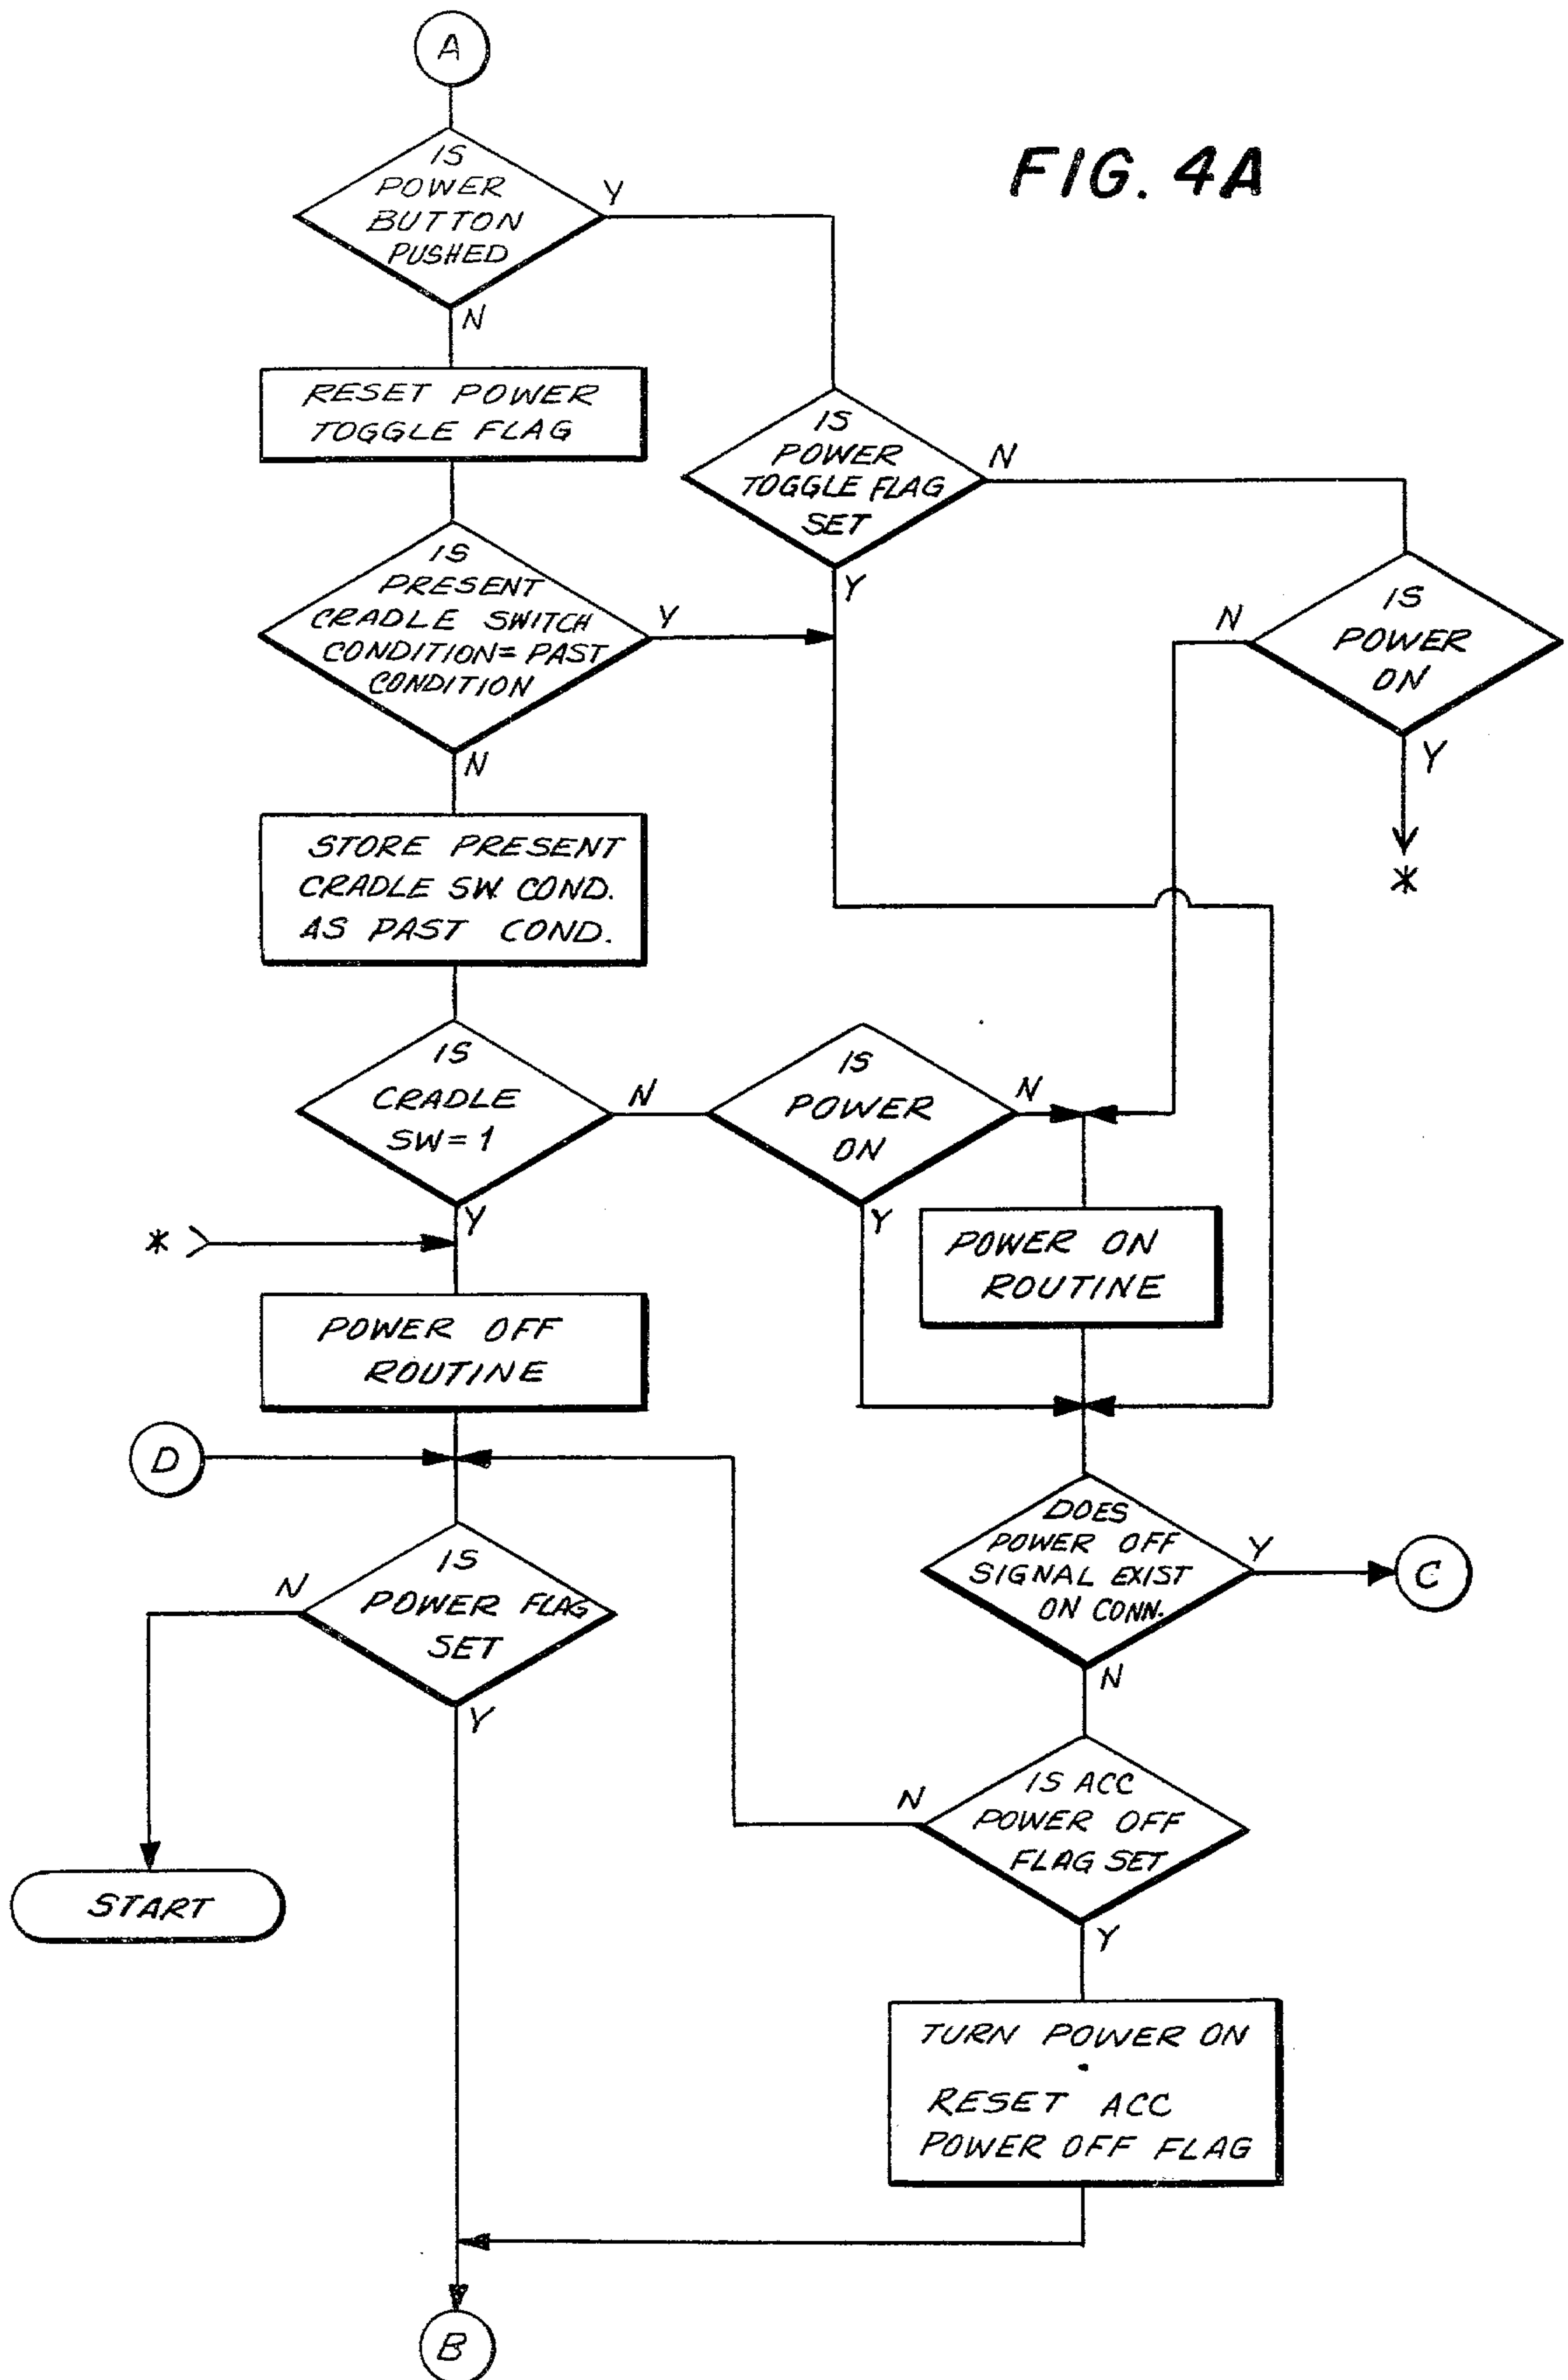 A
FIG. 4A
IS
POWER
BUTTON
PUSHED
Y
N
RESET POWER
TOGGLE FLAG
IS
POWER
TOGGLE FLAG
SET
N
Y
IS
PRESENT
CRADLE SWITCH
CONDITION= PAST
CONDITION
Y
N
IS
POWER
ON
N
Y
*
STORE PRESENT
CRADLE SW. COND.
AS PAST COND.
IS
CRADLE
SW=1
N
Y
IS
POWER
ON
N
Y
*
POWER ON
ROUTINE
POWER OFF
ROUTINE
D
IS
POWER FLAG
SET
N
Y
DOES
POWER OFF
SIGNAL EXIST
ON CONN.
Y
C
N
IS ACC
POWER OFF
FLAG SET
N
Y
START
TURN POWER ON
RESET ACC
POWER OFF FLAG
B